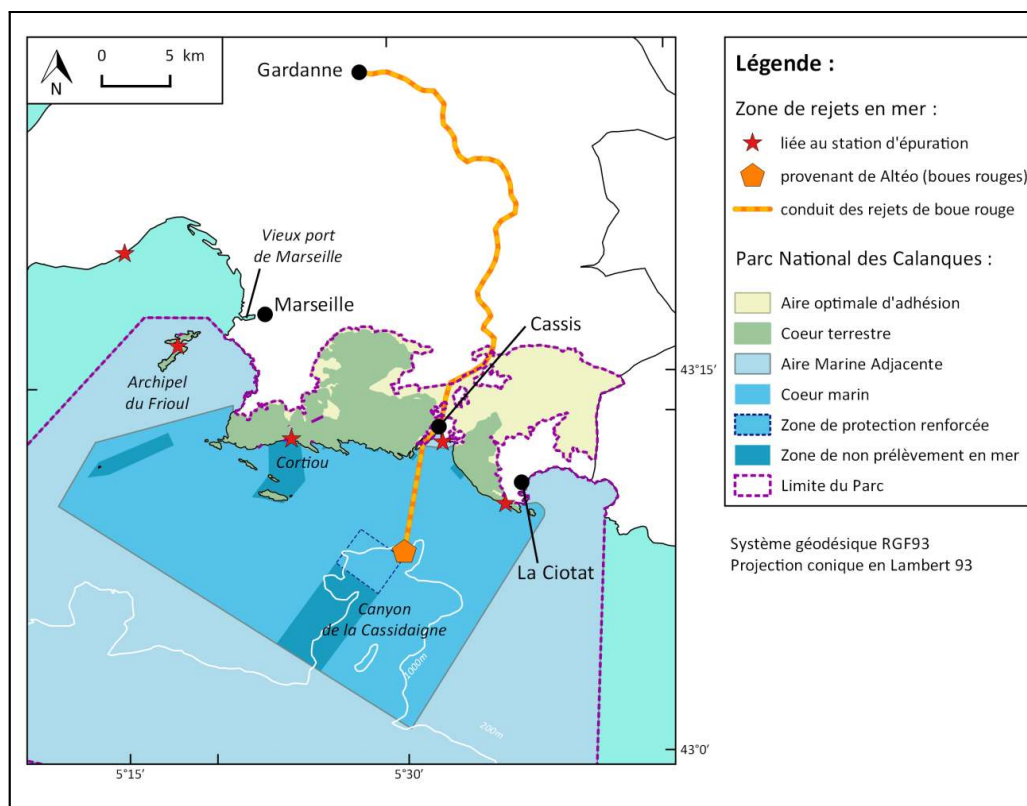 0 5 km
N
Gardanne
Vieux port
de Marseille
Marseille
Cassis
Archipel
du Frioul
Cortiou
La Ciotat
Canyon
de la Cassidaigne
1000m
200m
43°15'
43°0'
5°15'
5°30'
Légende :
Zone de rejets en mer :
liée au station d'épuration
provenant de Altéo (boues rouges)
conduit des rejets de boue rouge
Parc National des Calanques :
Aire optimale d'adhésion
Coeur terrestre
Aire Marine Adjacente
Coeur marin
Zone de protection renforcée
Zone de non prélèvement en mer
Limite du Parc
Système géodésique RGF93
Projection conique en Lambert 93